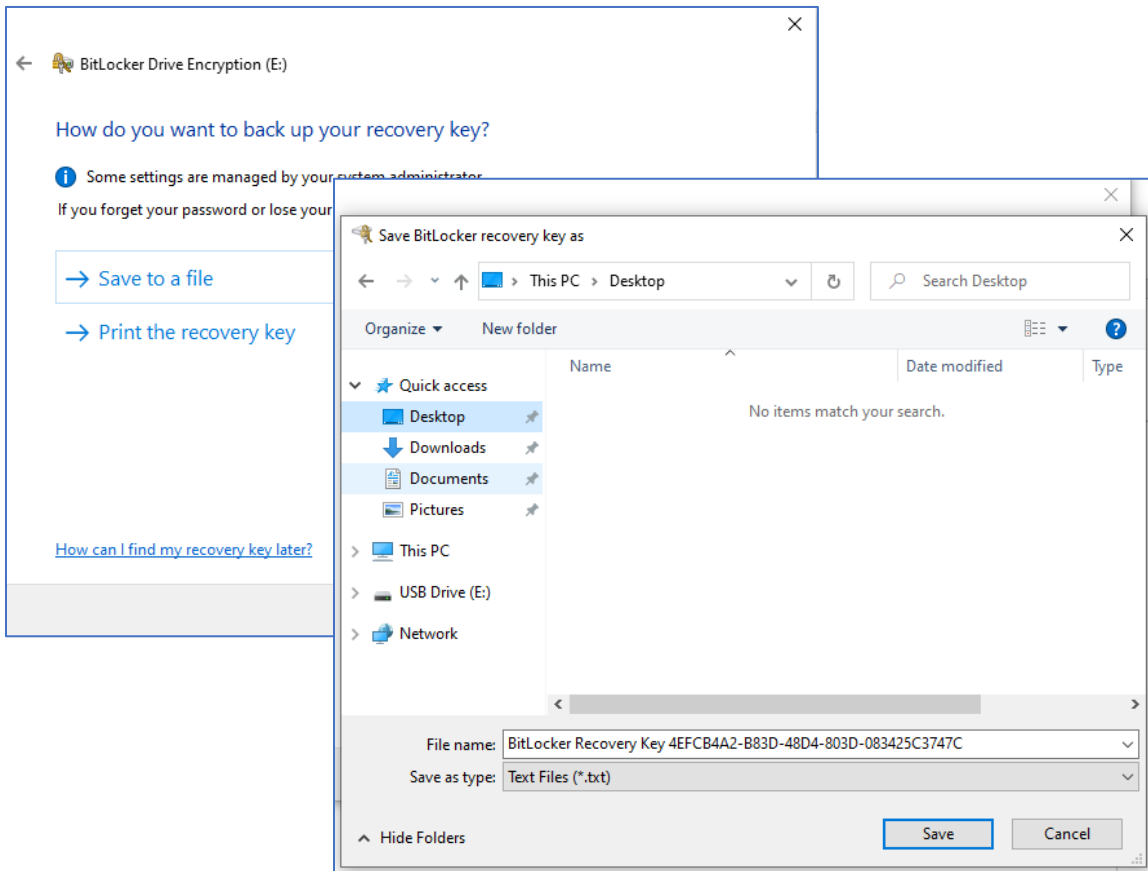 BitLocker Drive Encryption (E:)
How do you want to back up your recovery key?
Some settings are managed by your system administrator
If you forget your password or lose your
Save to a file
Print the recovery key
How can I find my recovery key later?
Save BitLocker recovery key as
This PC > Desktop
Search Desktop
Organize
New folder
Name
Date modified
Type
No items match your search.
Quick access
Desktop
Downloads
Documents
Pictures
This PC
USB Drive (E:)
Network
File name: BitLocker Recovery Key 4EFCB4A2-B83D-48D4-803D-083425C3747C
Save as type: Text Files (*.txt)
Hide Folders
Save
Cancel